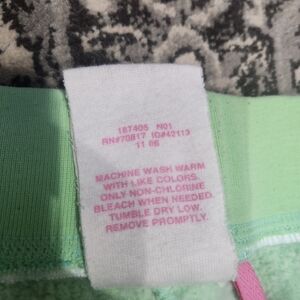 187405 N01
RN#70817 ID#42113
11 06
MACHINE WASH WARM
WITH LIKE COLORS.
ONLY NON-CHLORINE
BLEACH WHEN NEEDED.
TUMBLE DRY LOW.
REMOVE PROMPTLY.